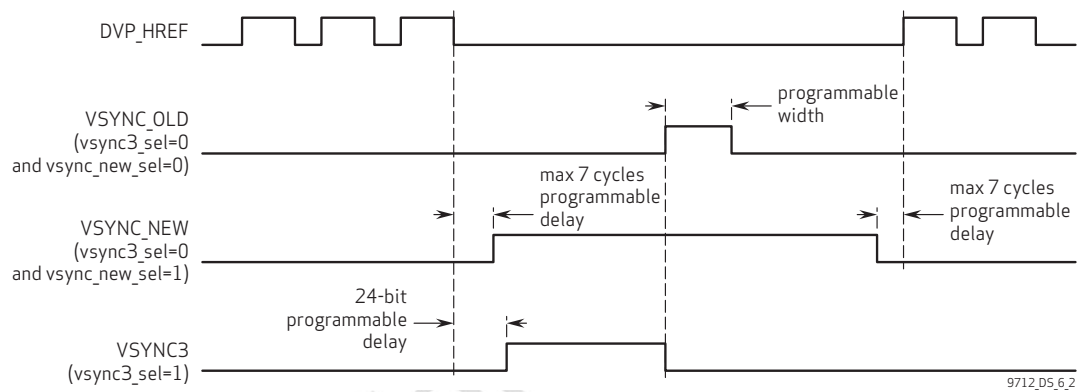 DVP_HREF
programmable
width
VSYNC_OLD
(vsync3_sel=0
and vsync_new_sel=0)
max 7 cycles
programmable
delay
max 7 cycles
programmable
delay
VSYNC_NEW
(vsync3_sel=0
and vsync_new_sel=1)
24-bit
programmable
delay
VSYNC3
(vsync3_sel=1)
9712_DS_6_2